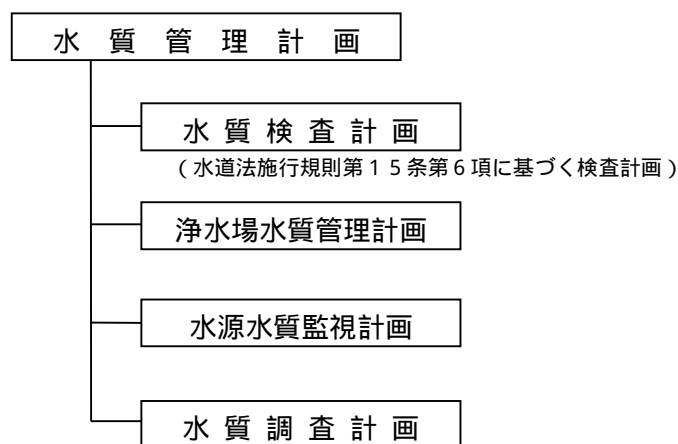 水質管理計画
水質検査計画
(水道法施行規則第15条第6項に基づく検査計画)
浄水場水質管理計画
水源水質監視計画
水質調査計画